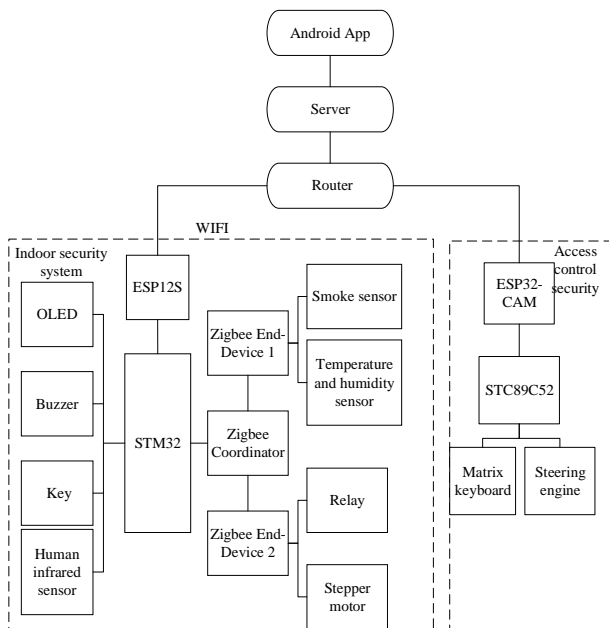 Android App
Server
Router
WIFI
Indoor security
system
ESP12S
OLED
Buzzer
Key
Human
infrared
sensor
STM32
Zigbee End-
Device 1
Zigbee
Coordinator
Zigbee End-
Device 2
Smoke sensor
Temperature
and humidity
sensor
Relay
Stepper
motor
Access
control
security
ESP32-
CAM
STC89C52
Matrix
keyboard
Steering
engine